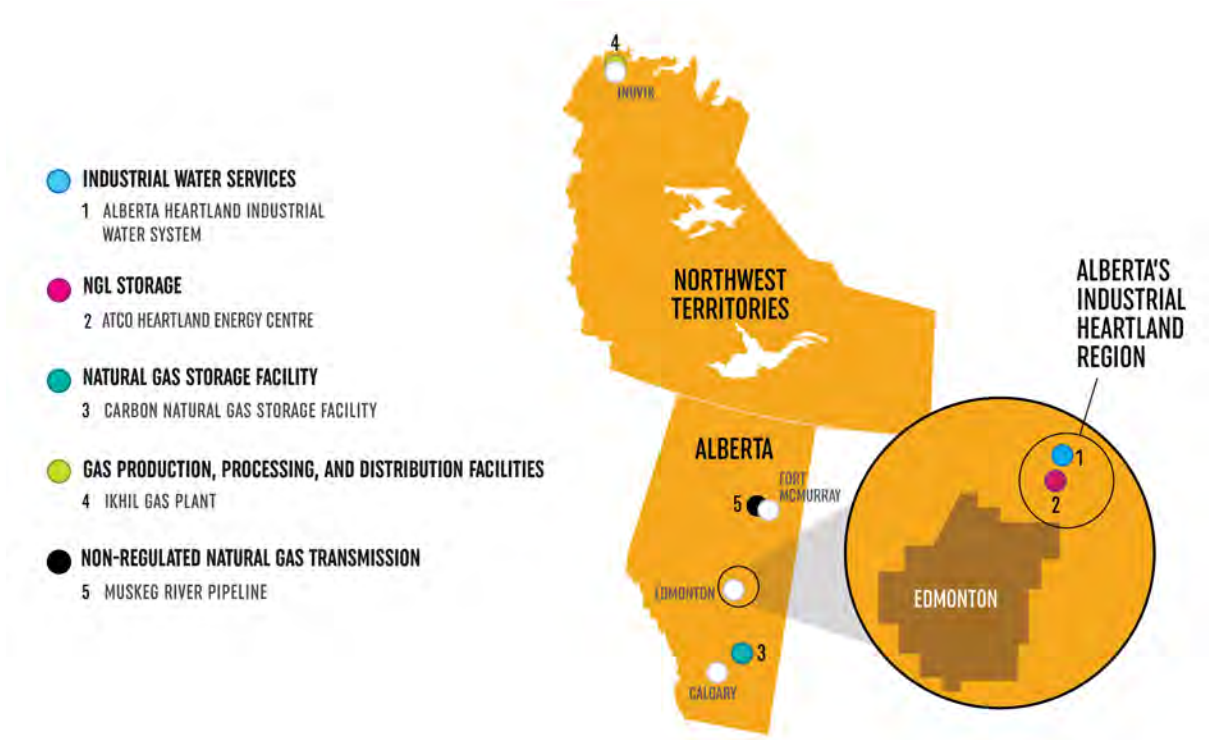 INDUSTRIAL WATER SERVICES
1 ALBERTA HEARTLAND INDUSTRIAL
WATER SYSTEM
NGL STORAGE
2 ATCO HEARTLAND ENERGY CENTRE
NATURAL GAS STORAGE FACILITY
3 CARBON NATURAL GAS STORAGE FACILITY
GAS PRODUCTION, PROCESSING, AND DISTRIBUTION FACILITIES
4 IKHIL GAS PLANT
NON-REGULATED NATURAL GAS TRANSMISSION
5 MUSKEG RIVER PIPELINE
4
INUVIK
NORTHWEST
TERRITORIES
ALBERTA
FORT
MCMURRAY
5
EDMONTON
3
CALGARY
ALBERTA'S
INDUSTRIAL
HEARTLAND
REGION
1
2
EDMONTON